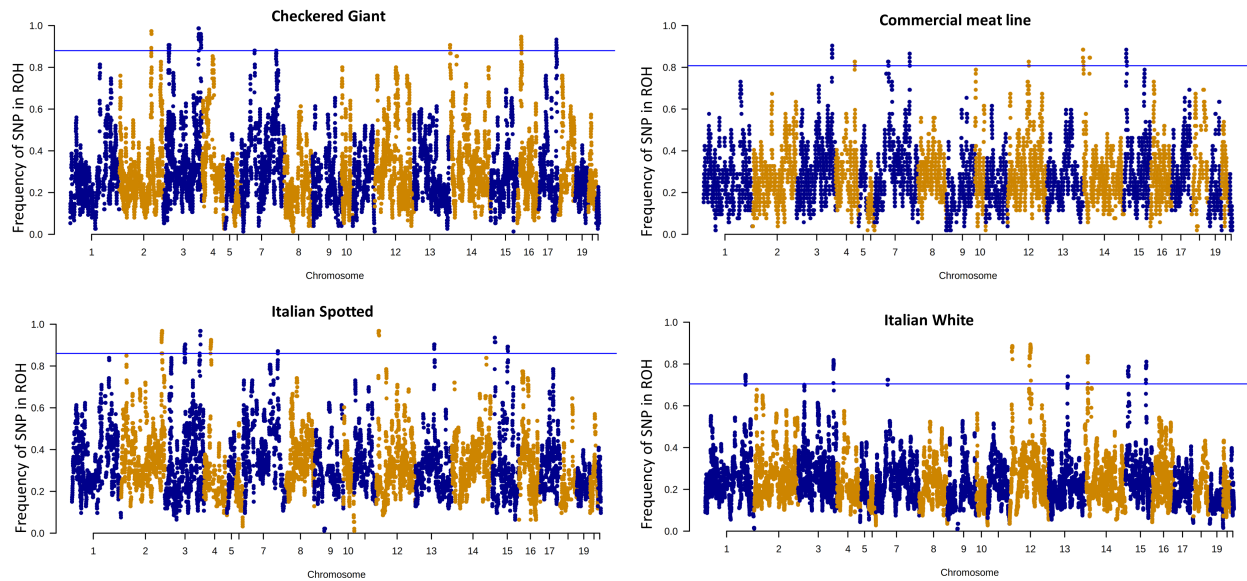 Checkered Giant
Frequency of SNP in ROH
1.0
0.8
0.6
0.4
0.2
0.0
1 2 3 4 5 7 8 9 10 12 13 14 15 16 17 19
Chromosome
Commercial meat line
Frequency of SNP in ROH
1.0
0.8
0.6
0.4
0.2
0.0
1 2 3 4 5 7 8 9 10 12 13 14 15 16 17 19
Chromosome
Italian Spotted
Frequency of SNP in ROH
1.0
0.8
0.6
0.4
0.2
0.0
1 2 3 4 5 7 8 10 12 13 14 15 16 17 19
Chromosome
Italian White
Frequency of SNP in ROH
1.0
0.8
0.6
0.4
0.2
0.0
1 2 3 4 5 7 8 9 10 12 13 14 15 16 17 19
Chromosome